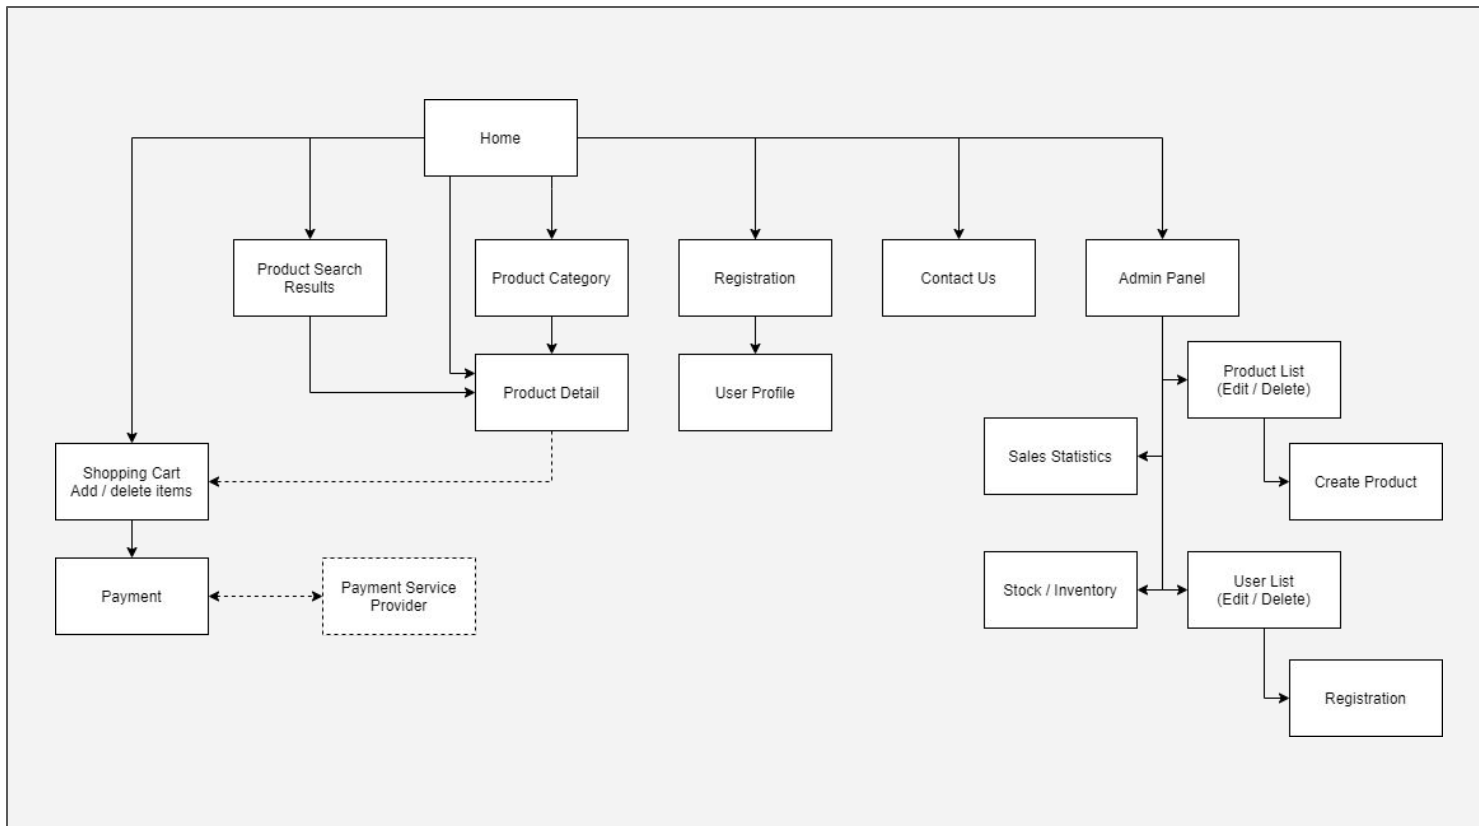 Home
Product Search
Results
Product Category
Registration
Contact Us
Admin Panel
Product Detail
User Profile
Product List
(Edit / Delete)
Sales Statistics
Shopping Cart
Add / delete items
Create Product
Payment
Payment Service
Provider
Stock / Inventory
User List
(Edit / Delete)
Registration